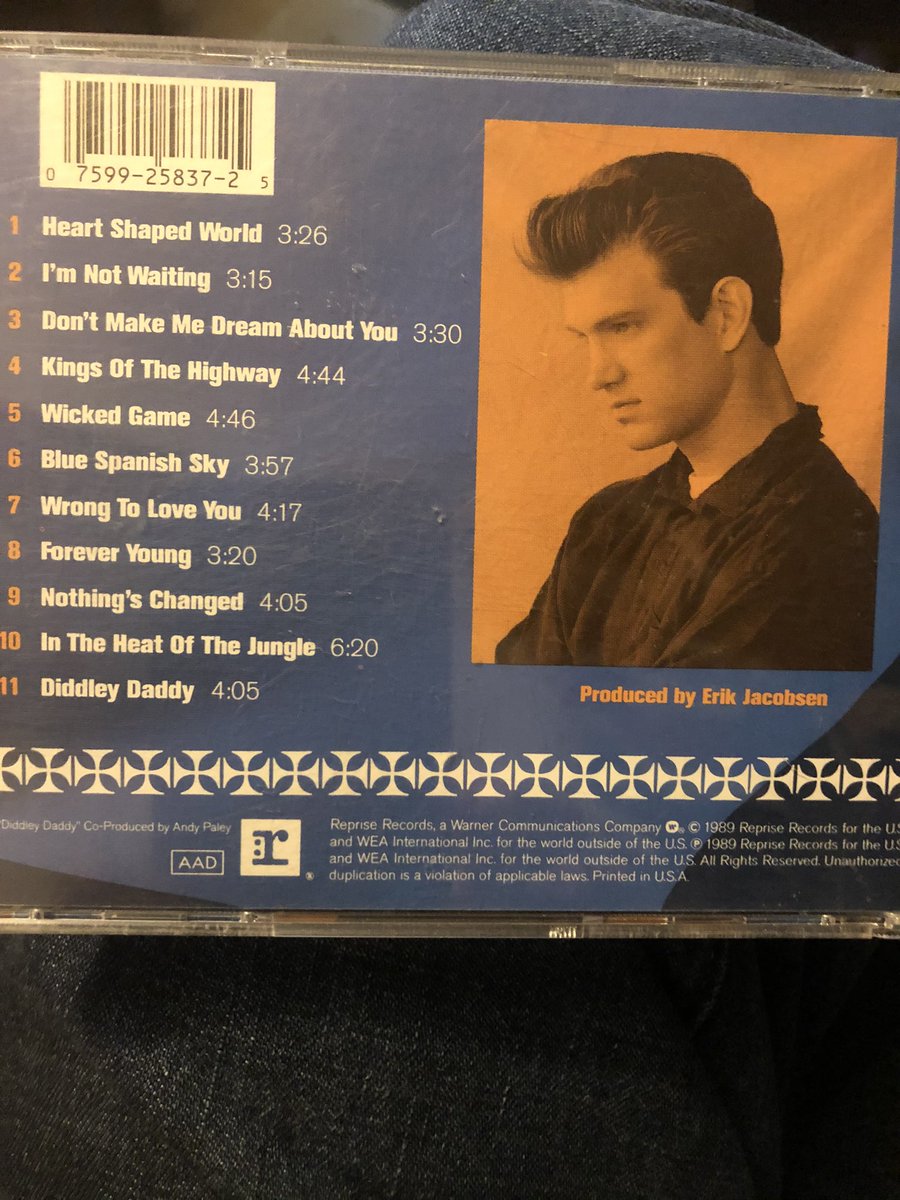 0 7599-25837-2 5
1 Heart Shaped World 3:26
2 I'm Not Waiting 3:15
3 Don't Make Me Dream About You 3:30
4 Kings Of The Highway 4:44
5 Wicked Game 4:46
6 Blue Spanish Sky 3:57
7 Wrong To Love You 4:17
8 Forever Young 3:20
9 Nothing's Changed 4:05
10 In The Heat Of The Jungle 6:20
11 Diddley Daddy 4:05
Produced by Erik Jacobsen
"Diddley Daddy" Co-Produced by Andy Paley
AAD
r
®
Reprise Records, a Warner Communications Company © 1989 Reprise Records for the U.S.
and WEA International Inc. for the world outside of the U.S. ℗ 1989 Reprise Records for the U.S.
and WEA International Inc. for the world outside of the U.S. All Rights Reserved. Unauthorized
duplication is a violation of applicable laws. Printed in U.S.A.